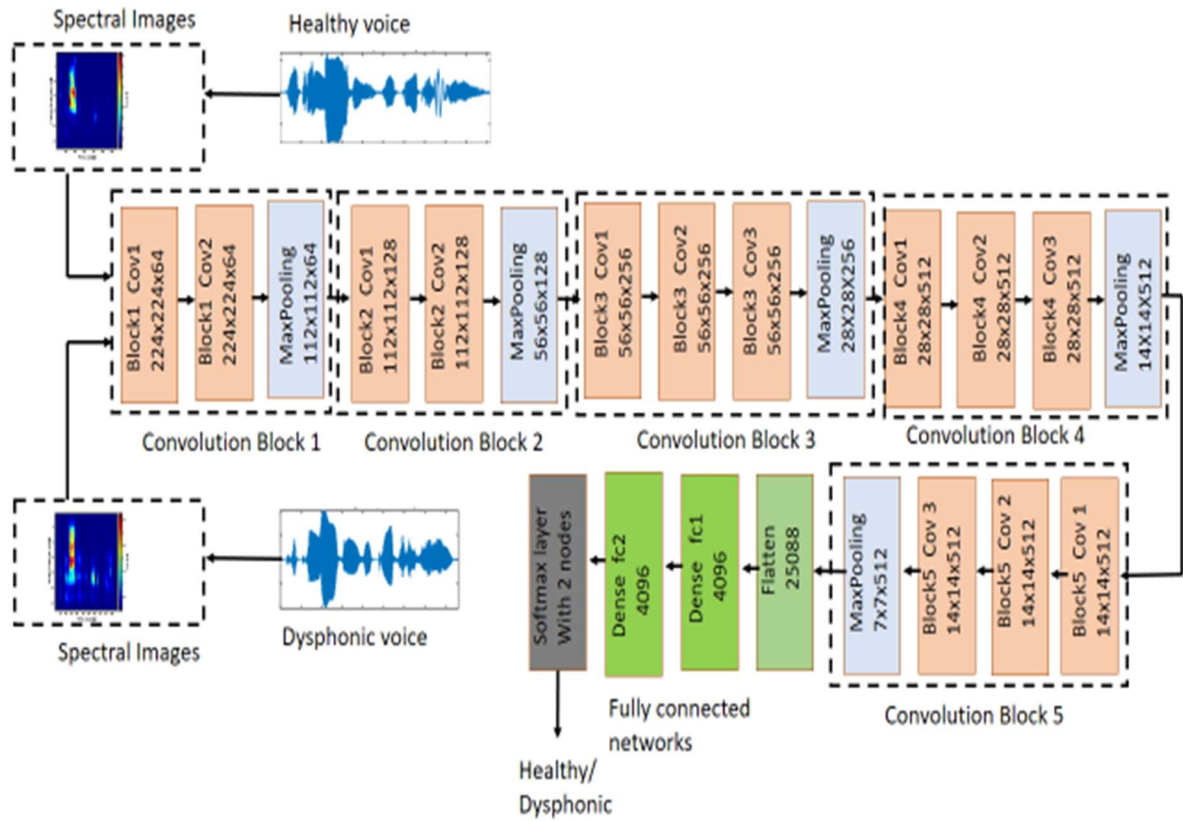 Spectral Images
Healthy voice
Block1 Cov1
224x224x64
Block1 Cov2
224x224x64
MaxPooling
112x112x64
Block2 Cov1
112x112x128
Block2 Cov2
112x112x128
MaxPooling
56x56x128
Block3 Cov1
56x56x256
Block3 Cov2
56x56x256
Block3 Cov3
56x56x256
MaxPooling
28X28X256
Block4 Cov1
28x28x512
Block4 Cov2
28x28x512
Block4 Cov3
28x28x512
MaxPooling
14X14X512
Convolution Block 1
Convolution Block 2
Convolution Block 3
Convolution Block 4
Block5 Cov 1
14x14x512
Block5 Cov 2
14x14x512
Block5 Cov 3
14x14x512
MaxPooling
7x7x512
Flatten
25088
Dense fc1
4096
Dense fc2
4096
Softmax layer
With 2 nodes
Spectral Images
Dysphonic voice
Fully connected
networks
Convolution Block 5
Healthy/
Dysphonic